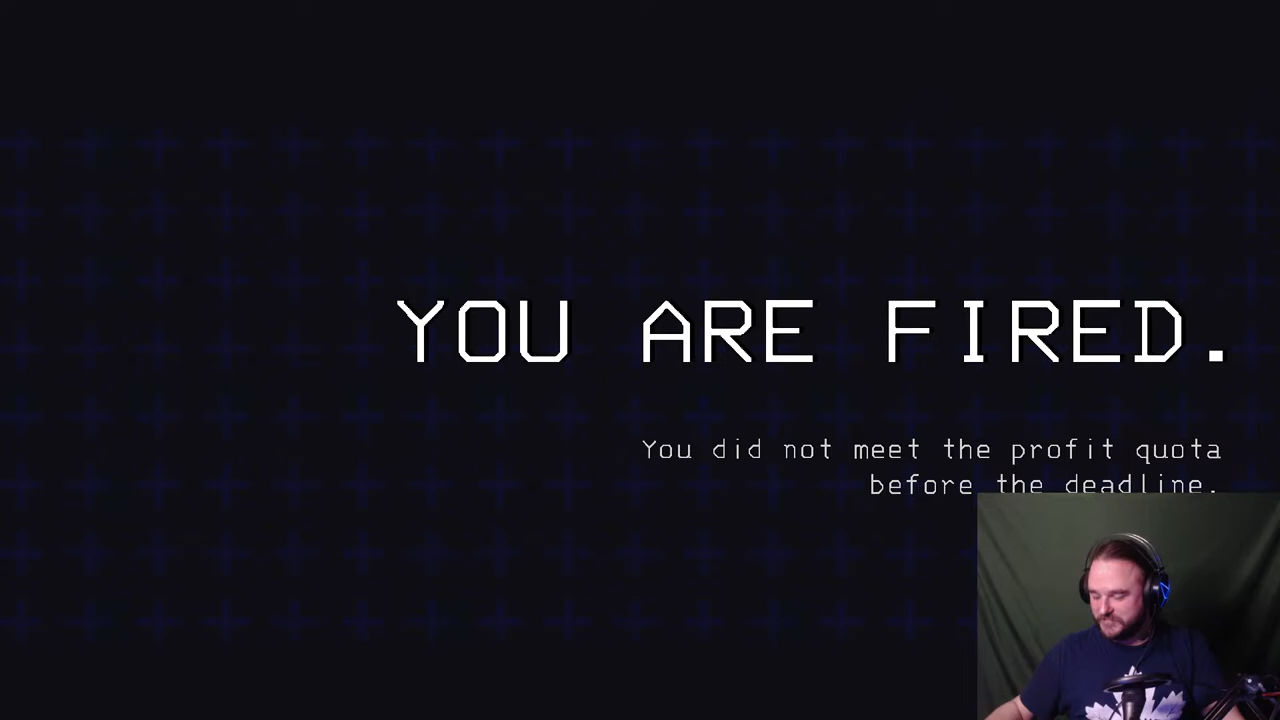 YOU ARE FIRED.
You did not meet the profit quota
before the deadline.